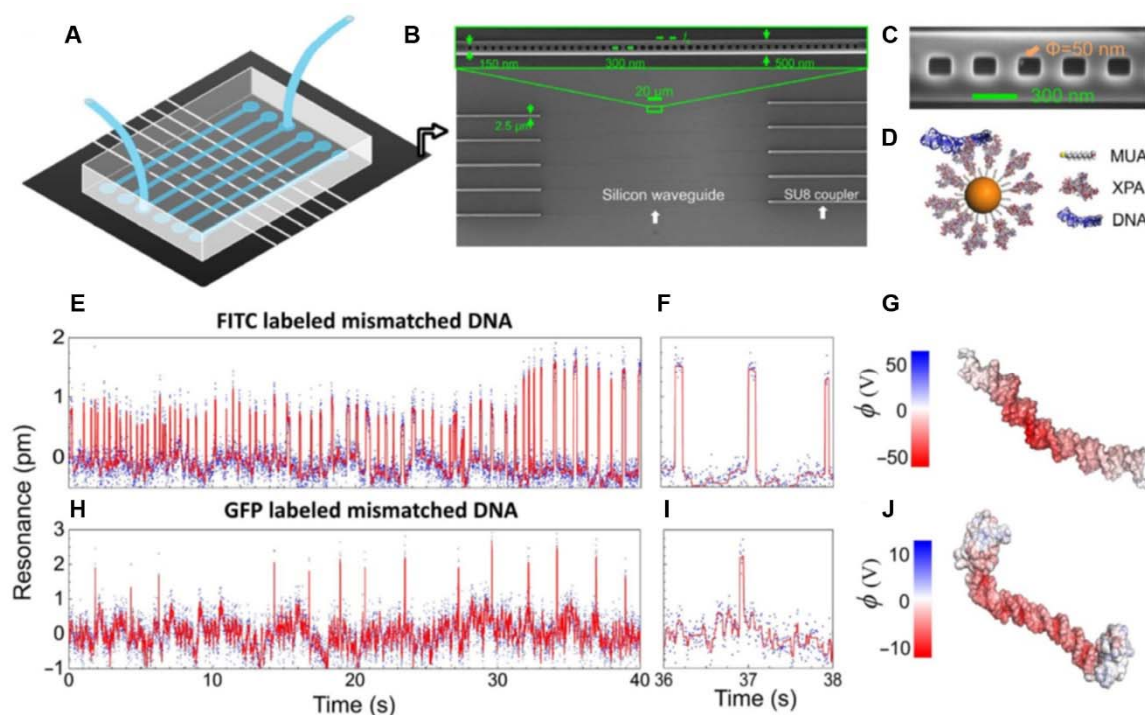 A
B
150 nm
300 nm
500 nm
20 μm
2.5 μm
Silicon waveguide
SU8 coupler
C
Φ=50 nm
300 nm
D
MUA
XPA
DNA
E
FITC labeled mismatched DNA
F
G
2
1
0
50
0
−50
ϕ (V)
Resonance (pm)
H
GFP labeled mismatched DNA
I
J
3
2
1
0
−1
10
0
−10
ϕ (V)
0
10
20
30
40
36
37
38
Time (s)
Time (s)